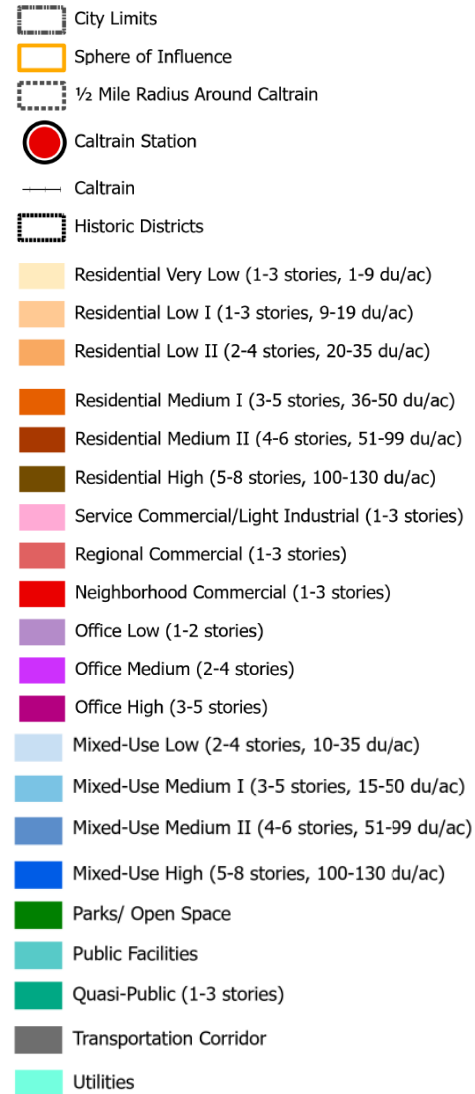 City Limits
Sphere of Influence
½ Mile Radius Around Caltrain
Caltrain Station
Caltrain
Historic Districts
Residential Very Low (1-3 stories, 1-9 du/ac)
Residential Low I (1-3 stories, 9-19 du/ac)
Residential Low II (2-4 stories, 20-35 du/ac)
Residential Medium I (3-5 stories, 36-50 du/ac)
Residential Medium II (4-6 stories, 51-99 du/ac)
Residential High (5-8 stories, 100-130 du/ac)
Service Commercial/Light Industrial (1-3 stories)
Regional Commercial (1-3 stories)
Neighborhood Commercial (1-3 stories)
Office Low (1-2 stories)
Office Medium (2-4 stories)
Office High (3-5 stories)
Mixed-Use Low (2-4 stories, 10-35 du/ac)
Mixed-Use Medium I (3-5 stories, 15-50 du/ac)
Mixed-Use Medium II (4-6 stories, 51-99 du/ac)
Mixed-Use High (5-8 stories, 100-130 du/ac)
Parks/ Open Space
Public Facilities
Quasi-Public (1-3 stories)
Transportation Corridor
Utilities